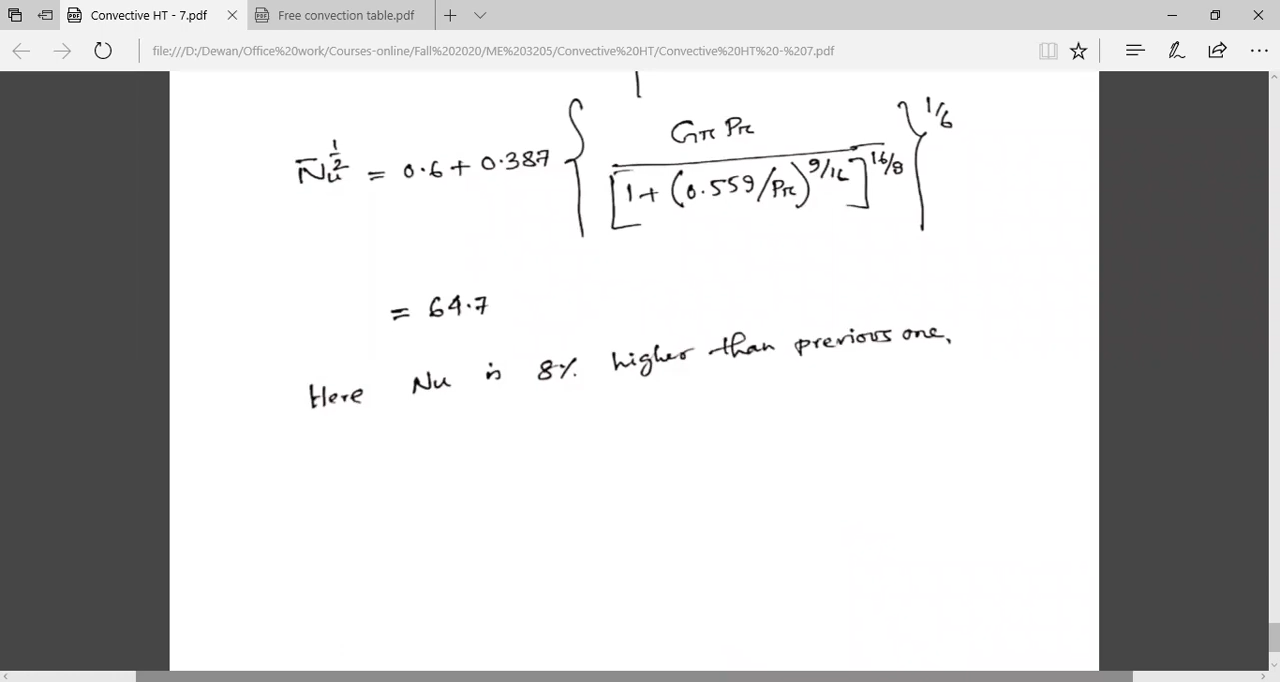 Convective HT - 7.pdf
Free convection table.pdf
file:///D:/Dewan/Office%20work/Courses-online/Fall%202020/ME%203205/Convective%20HT/Convective%20HT%20-%207.pdf
N̄u^{1/2} = 0.6 + 0.387 { Gr Pr / [1 + (0.559/Pr)^{9/16}]^{16/9} }^{1/6}
= 64.7
Here Nu is 8% higher than previous one.